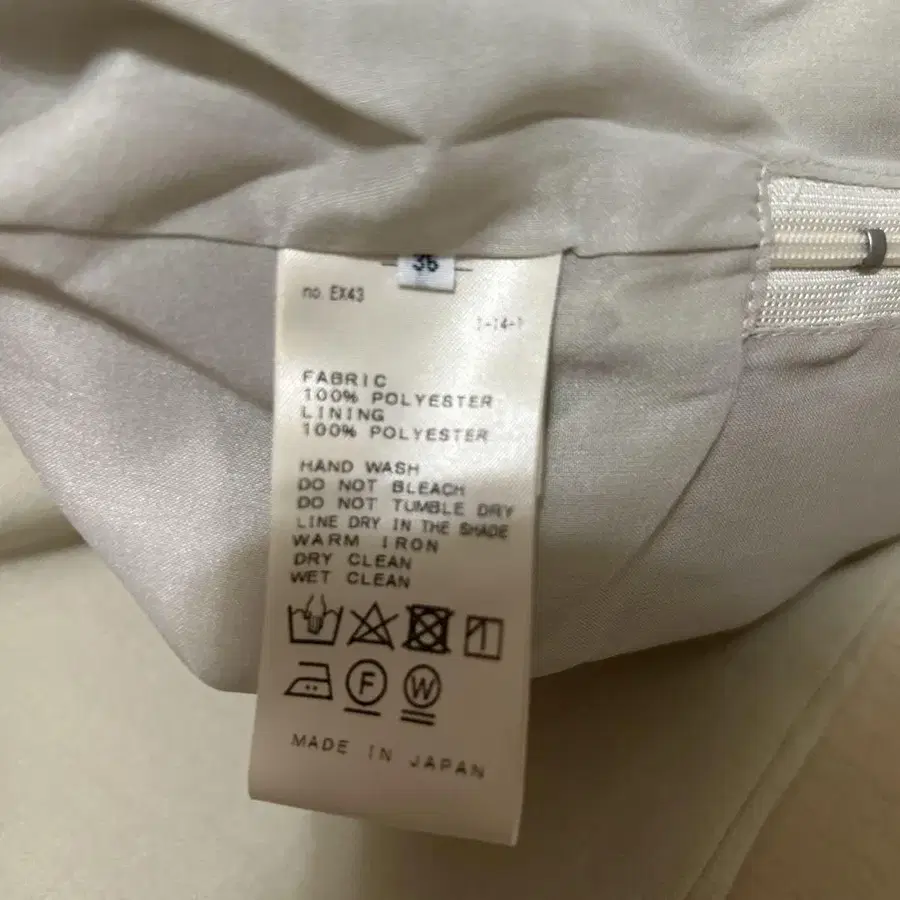 36
no. EX43
1-14-1
FABRIC
100% POLYESTER
LINING
100% POLYESTER
HAND WASH
DO NOT BLEACH
DO NOT TUMBLE DRY
LINE DRY IN THE SHADE
WARM IRON
DRY CLEAN
WET CLEAN
F W
MADE IN JAPAN